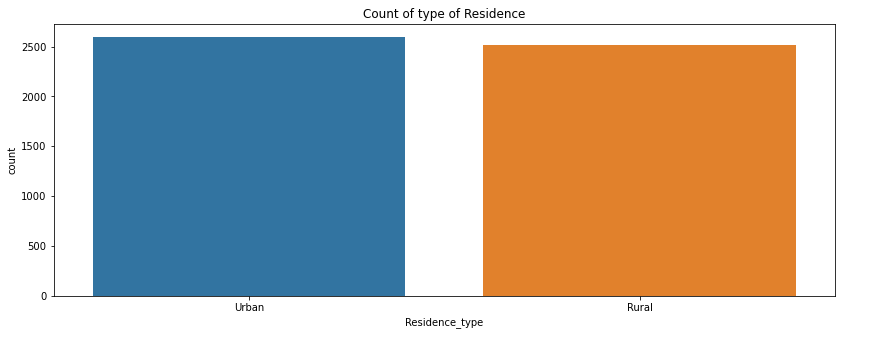 Count of type of Residence
count
2500
2000
1500
1000
500
0
Urban
Rural
Residence_type